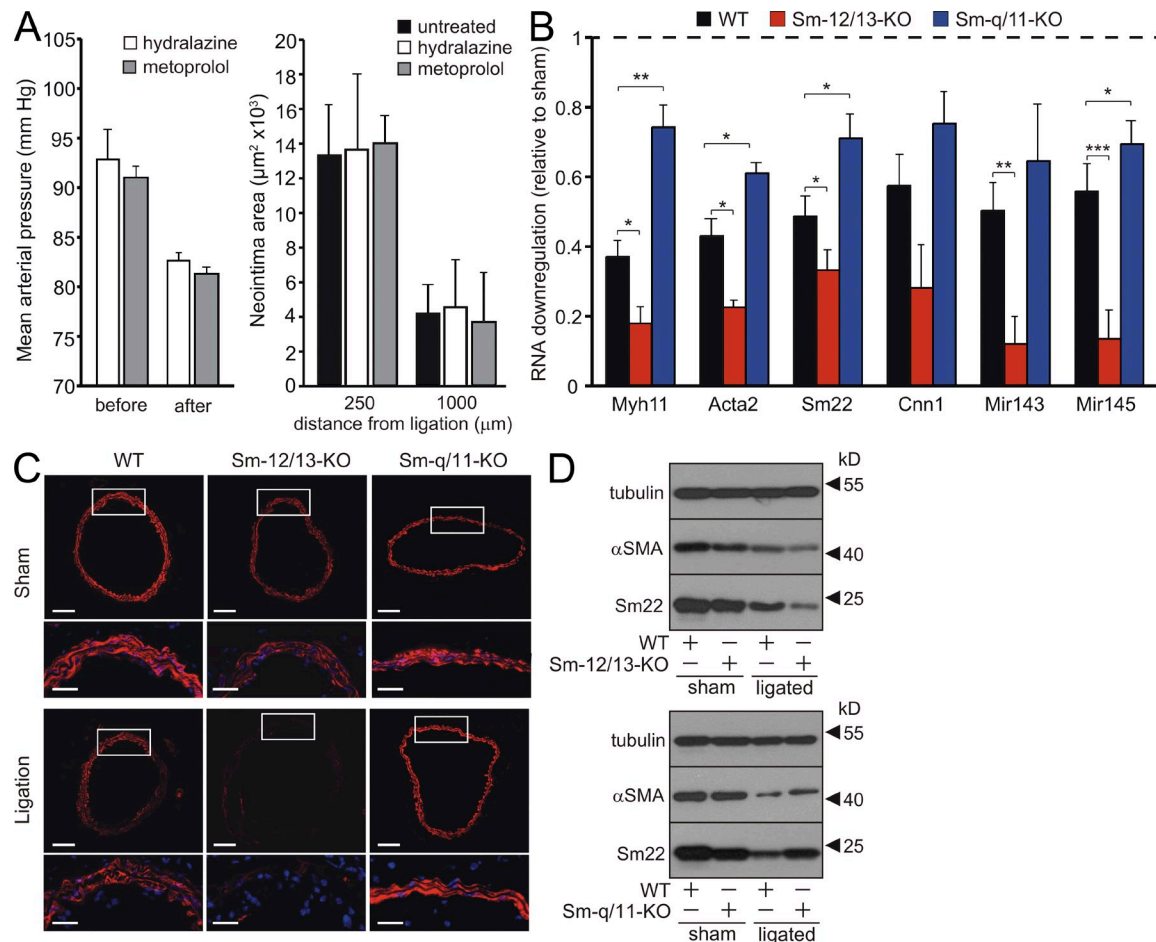 A
Mean arterial pressure (mm Hg)
105
100
95
90
85
80
75
70
hydralazine
metoprolol
before after
Neointima area (µm² x10³)
20
18
16
14
12
10
8
6
4
2
0
untreated
hydralazine
metoprolol
250 1000
distance from ligation (µm)
B
WT Sm-12/13-KO Sm-q/11-KO
RNA downregulation (relative to sham)
1
0.8
0.6
0.4
0.2
0
** * * * * * ** *** *
Myh11 Acta2 Sm22 Cnn1 Mir143 Mir145
C
WT Sm-12/13-KO Sm-q/11-KO
Sham
Ligation
D
kD
tubulin 55
αSMA 40
Sm22 25
WT + – + –
Sm-12/13-KO – + – +
sham ligated
kD
tubulin 55
αSMA 40
Sm22 25
WT + – + –
Sm-q/11-KO – + – +
sham ligated